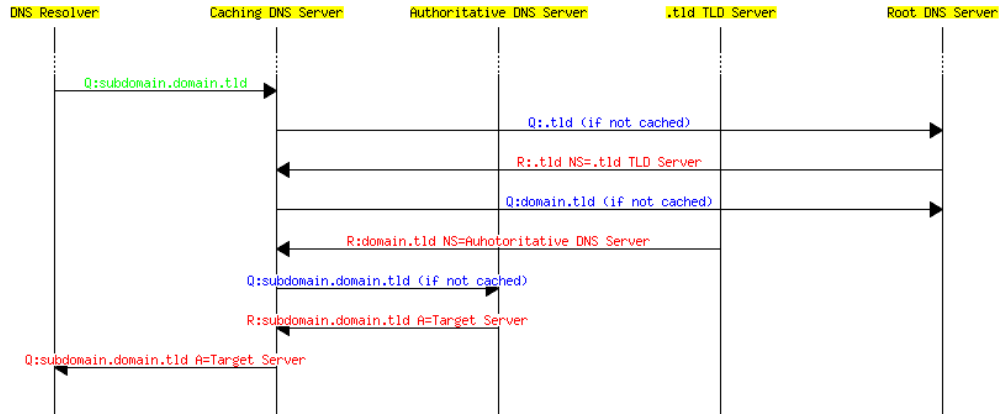 DNS Resolver Caching DNS Server Authoritative DNS Server .tld TLD Server Root DNS Server
Q:subdomain.domain.tld
Q:.tld (if not cached)
R:.tld NS=.tld TLD Server
Q:domain.tld (if not cached)
R:domain.tld NS=Auhotoritative DNS Server
Q:subdomain.domain.tld (if not cached)
R:subdomain.domain.tld A=Target Server
Q:subdomain.domain.tld A=Target Server